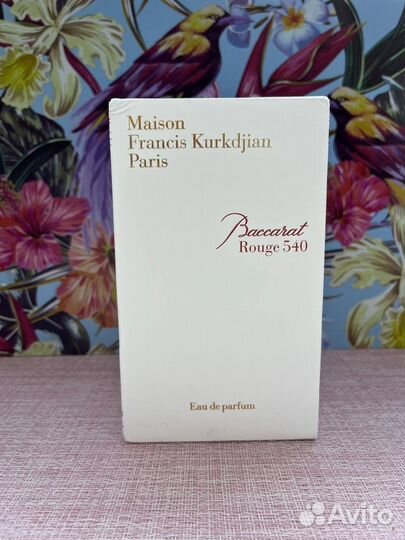 Maison
Francis Kurkdjian
Paris
Baccarat
Rouge 540
Eau de parfum
Avito